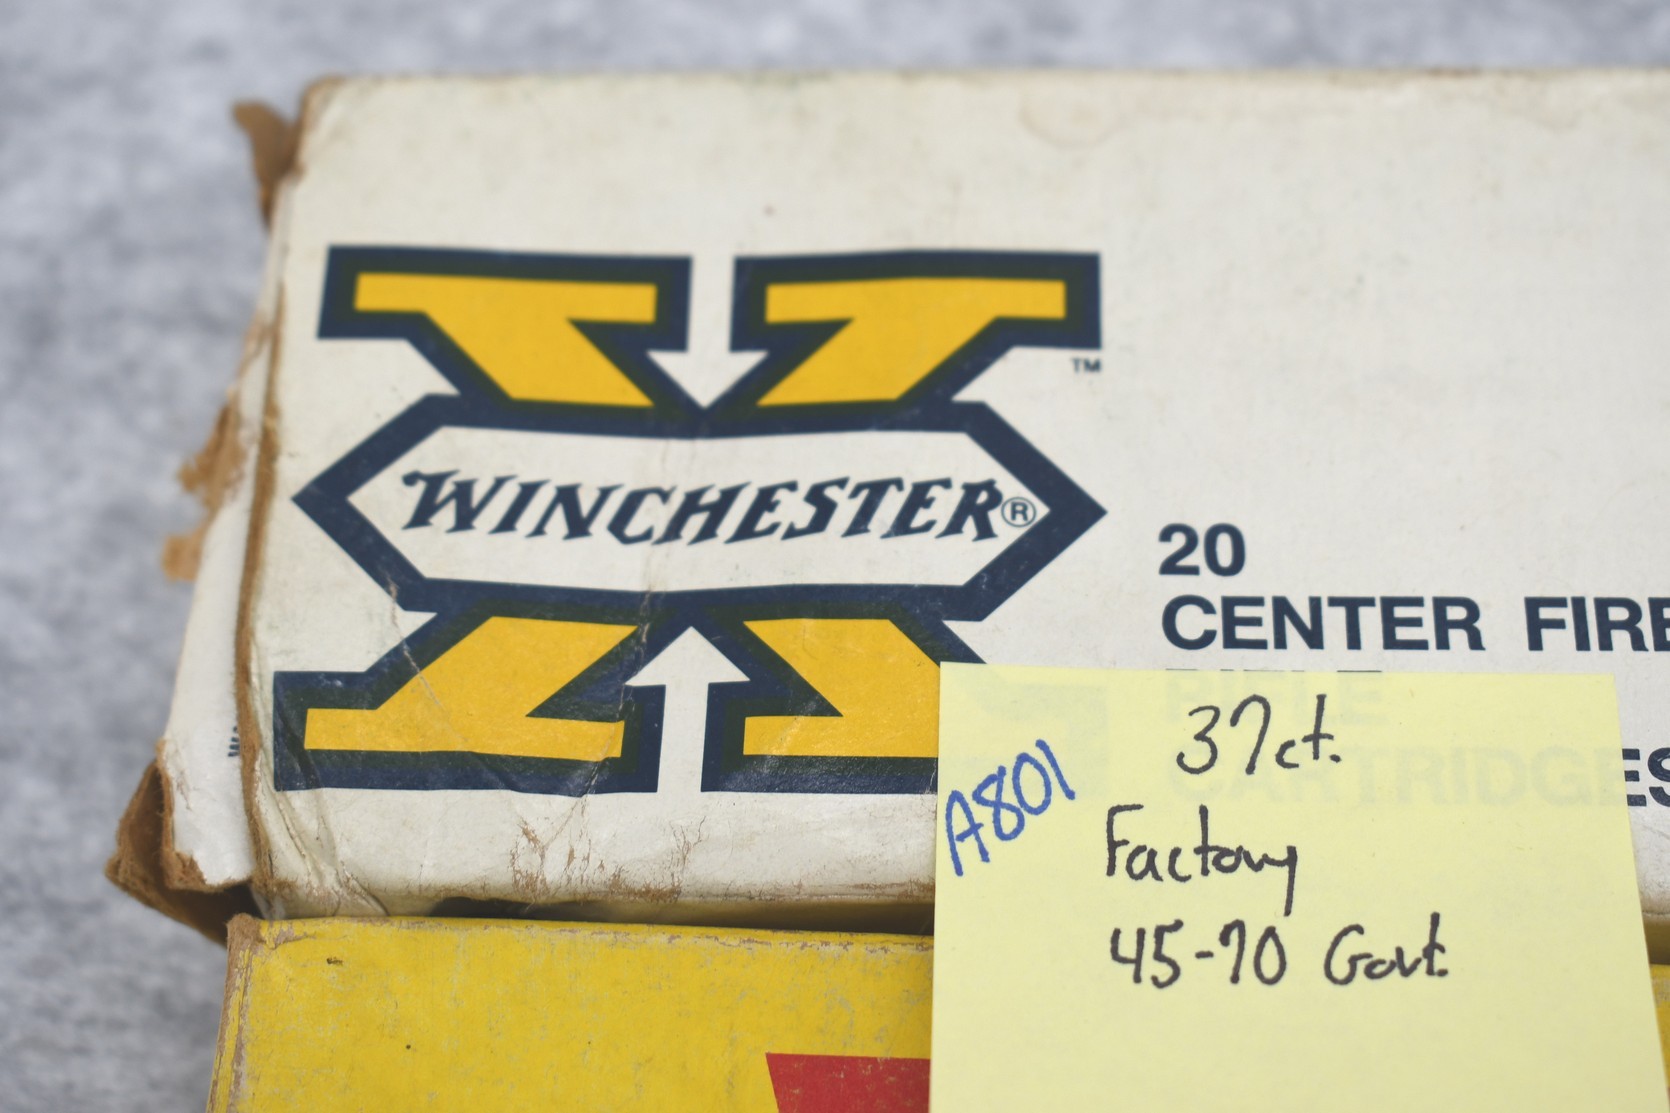 TM
WINCHESTER®
20
CENTER FIRE
RIFLE
CARTRIDGES
37ct.
A801
Factory
45-70 Govt.